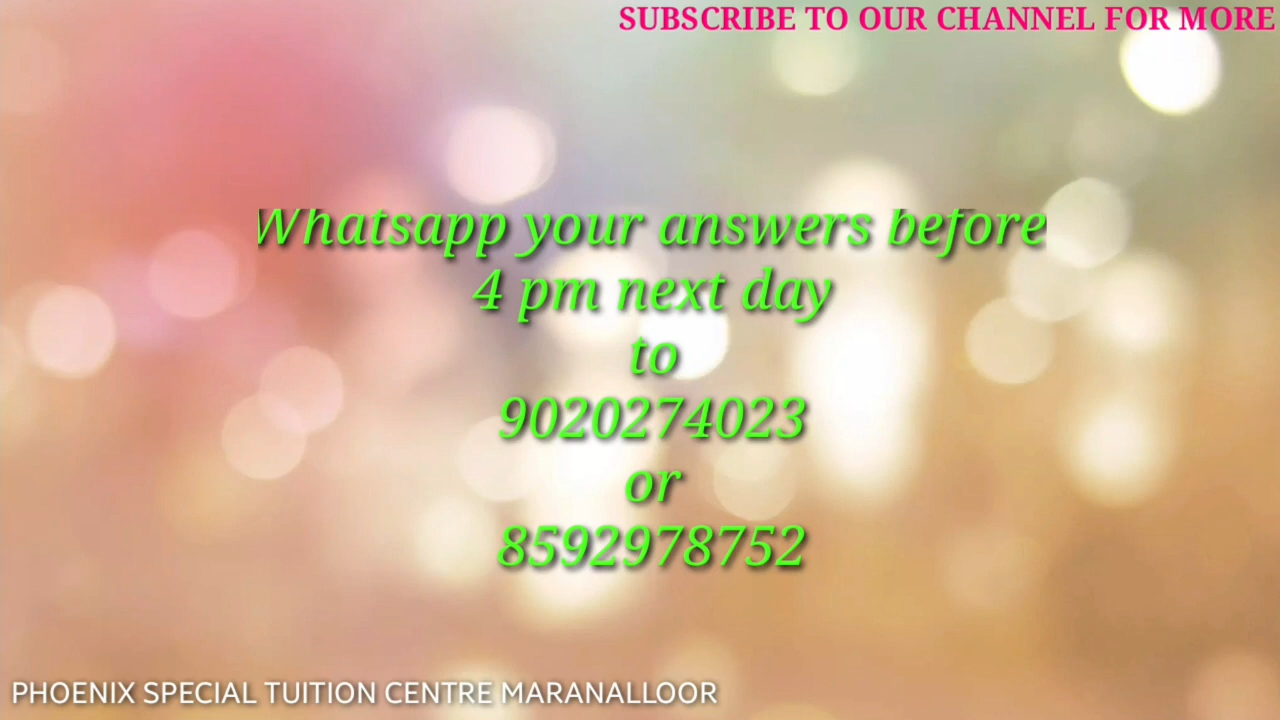 SUBSCRIBE TO OUR CHANNEL FOR MORE
Whatsapp your answers before
4 pm next day
to
9020274023
or
8592978752
PHOENIX SPECIAL TUITION CENTRE MARANALLOOR